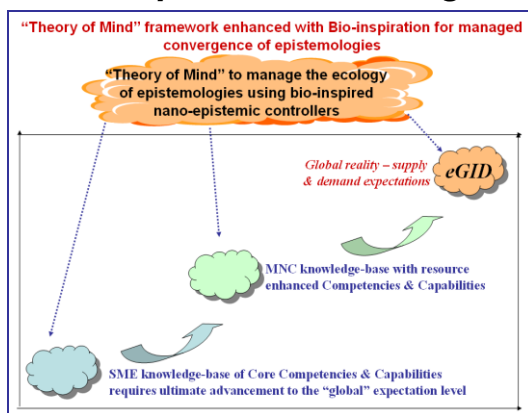 “Theory of Mind” framework enhanced with Bio-inspiration for managed
convergence of epistemologies
“Theory of Mind” to manage the ecology
of epistemologies using bio-inspired
nano-epistemic controllers
Global reality – supply
& demand expectations
eGID
MNC knowledge-base with resource
enhanced Competencies & Capabilities
SME knowledge-base of Core Competencies & Capabilities
requires ultimate advancement to the “global” expectation level